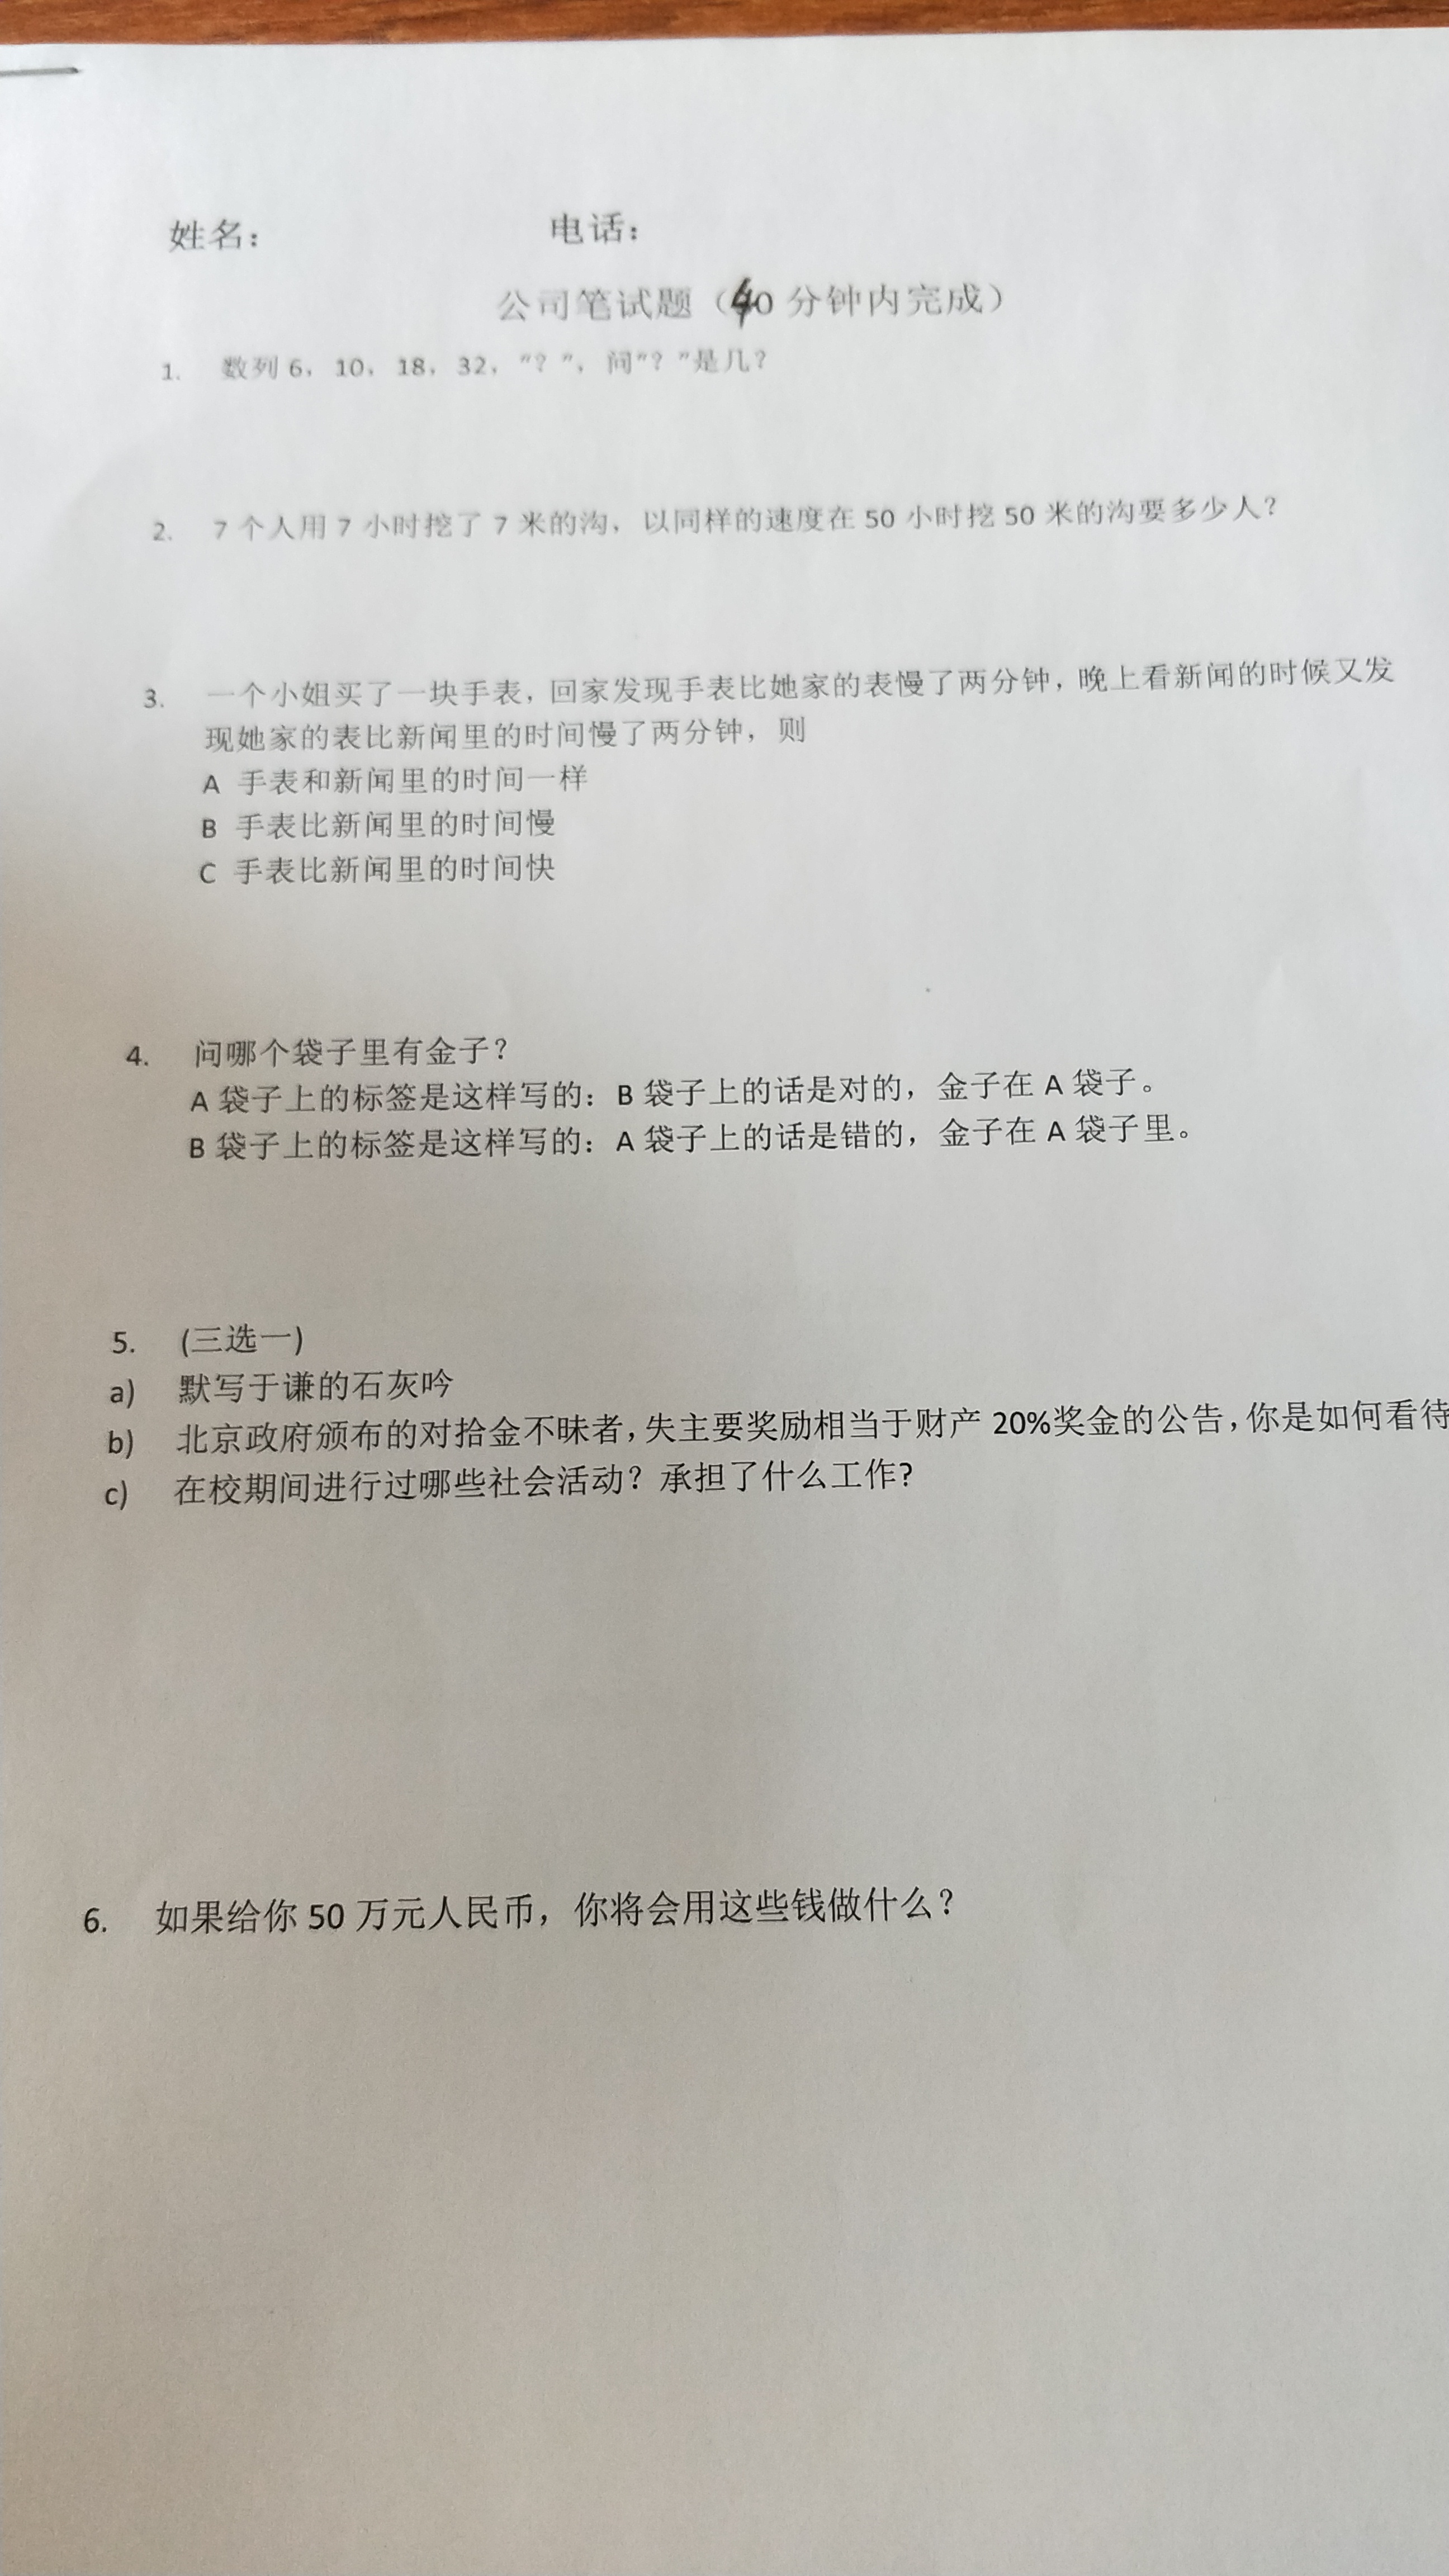 姓名： 电话：
公司笔试题（40 分钟内完成）
1. 数列 6，10，18，32，“？”，问“？”是几？
2. 7 个人用 7 小时挖了 7 米的沟，以同样的速度在 50 小时挖 50 米的沟要多少人？
3. 一个小姐买了一块手表，回家发现手表比她家的表慢了两分钟，晚上看新闻的时候又发
现她家的表比新闻里的时间慢了两分钟，则
A 手表和新闻里的时间一样
B 手表比新闻里的时间慢
C 手表比新闻里的时间快
4. 问哪个袋子里有金子？
A 袋子上的标签是这样写的：B 袋子上的话是对的，金子在 A 袋子。
B 袋子上的标签是这样写的：A 袋子上的话是错的，金子在 A 袋子里。
5. (三选一)
a) 默写于谦的石灰吟
b) 北京政府颁布的对拾金不昧者，失主要奖励相当于财产 20%奖金的公告，你是如何看待
c) 在校期间进行过哪些社会活动？承担了什么工作？
6. 如果给你 50 万元人民币，你将会用这些钱做什么？